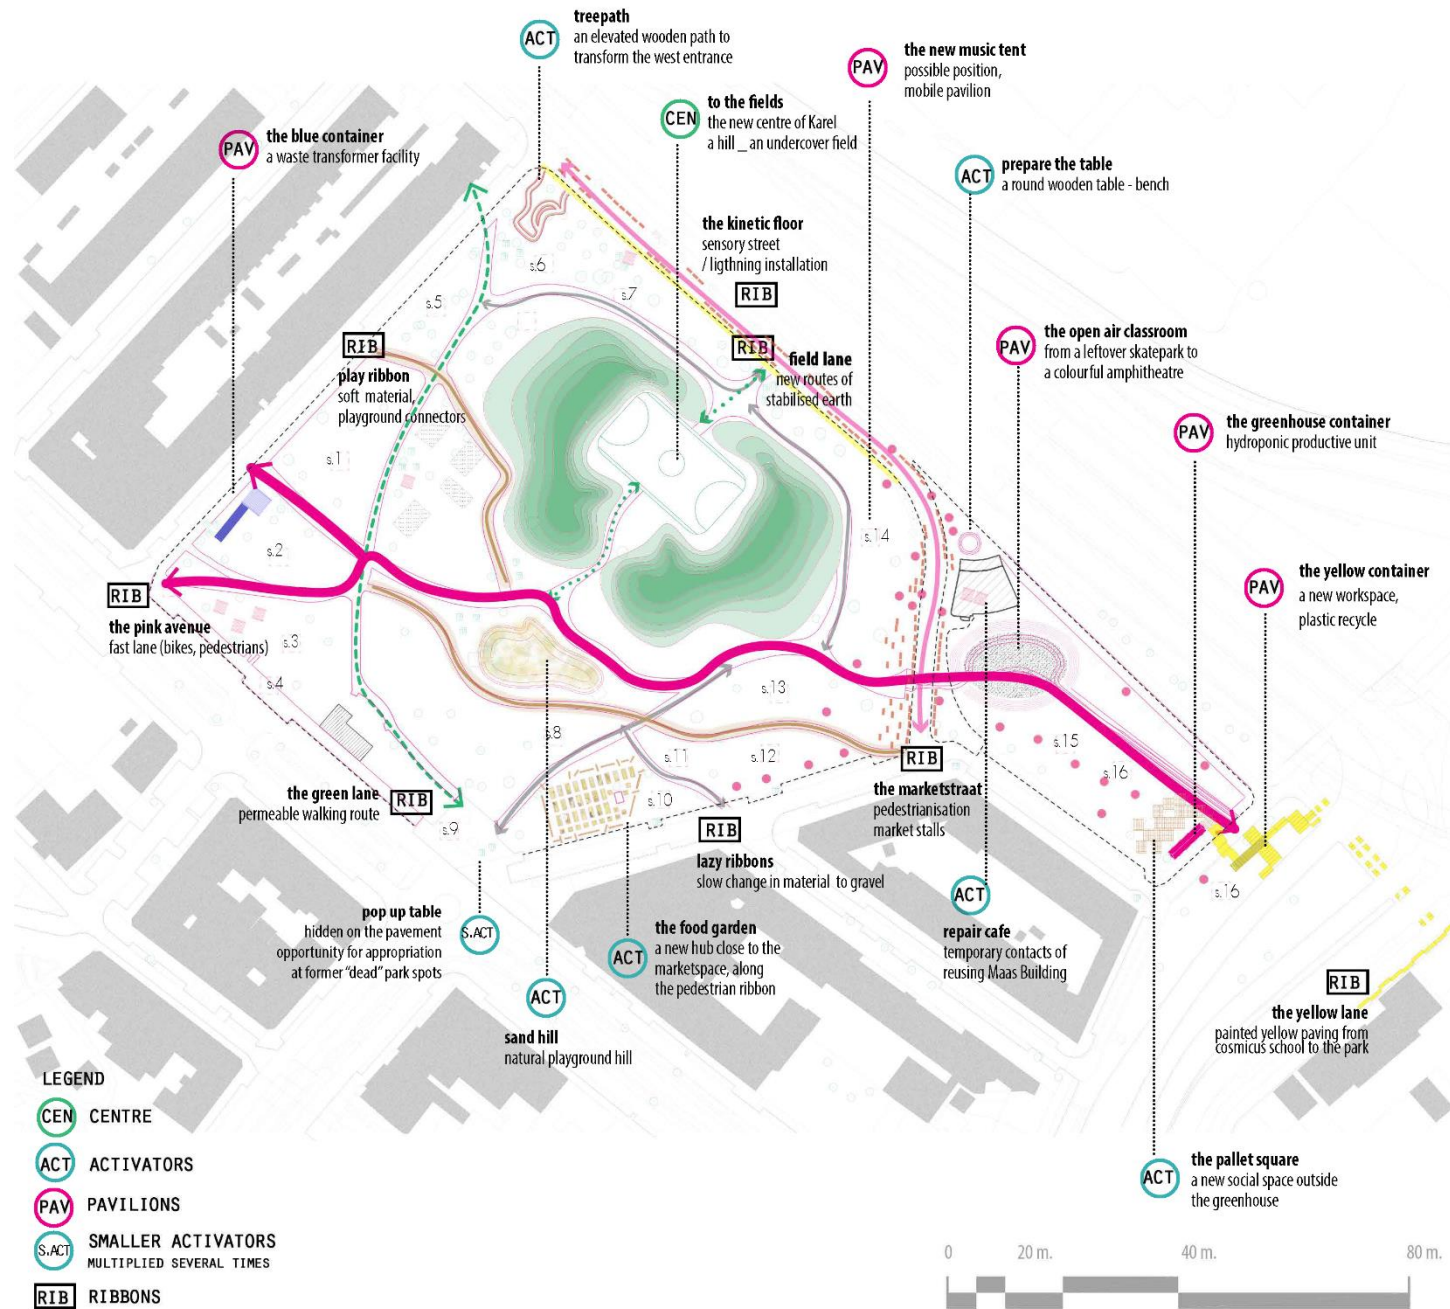 ACT
treepath
an elevated wooden path to
transform the west entrance
PAV
the new music tent
possible position,
mobile pavilion
CEN
to the fields
the new centre of Karel
a hill _ an undercover field
PAV
the blue container
a waste transformer facility
ACT
prepare the table
a round wooden table - bench
the kinetic floor
sensory street
/ ligthning installation
RIB
s.6
s.7
s.5
RIB
play ribbon
soft material,
playground connectors
RIB
field lane
new routes of
stabilised earth
PAV
the open air classroom
from a leftover skatepark to
a colourful amphitheatre
PAV
the greenhouse container
hydroponic productive unit
s.1
s.2
s.14
PAV
the yellow container
a new workspace,
plastic recycle
RIB
the pink avenue
fast lane (bikes, pedestrians)
s.3
s.4
s.13
s.8
s.11
s.12
s.15
s.16
s.10
s.9
s.16
the green lane
permeable walking route
RIB
RIB
the marketstraat
pedestrianisation
market stalls
RIB
lazy ribbons
slow change in material to gravel
pop up table
hidden on the pavement
opportunity for appropriation
at former "dead" park spots
S.ACT
ACT
the food garden
a new hub close to the
marketspace, along
the pedestrian ribbon
ACT
repair cafe
temporary contacts of
reusing Maas Building
ACT
sand hill
natural playground hill
RIB
the yellow lane
painted yellow paving from
cosmicus school to the park
ACT
the pallet square
a new social space outside
the greenhouse
LEGEND
CEN CENTRE
ACT ACTIVATORS
PAV PAVILIONS
S.ACT SMALLER ACTIVATORS
MULTIPLIED SEVERAL TIMES
RIB RIBBONS
0 20 m. 40 m. 80 m.